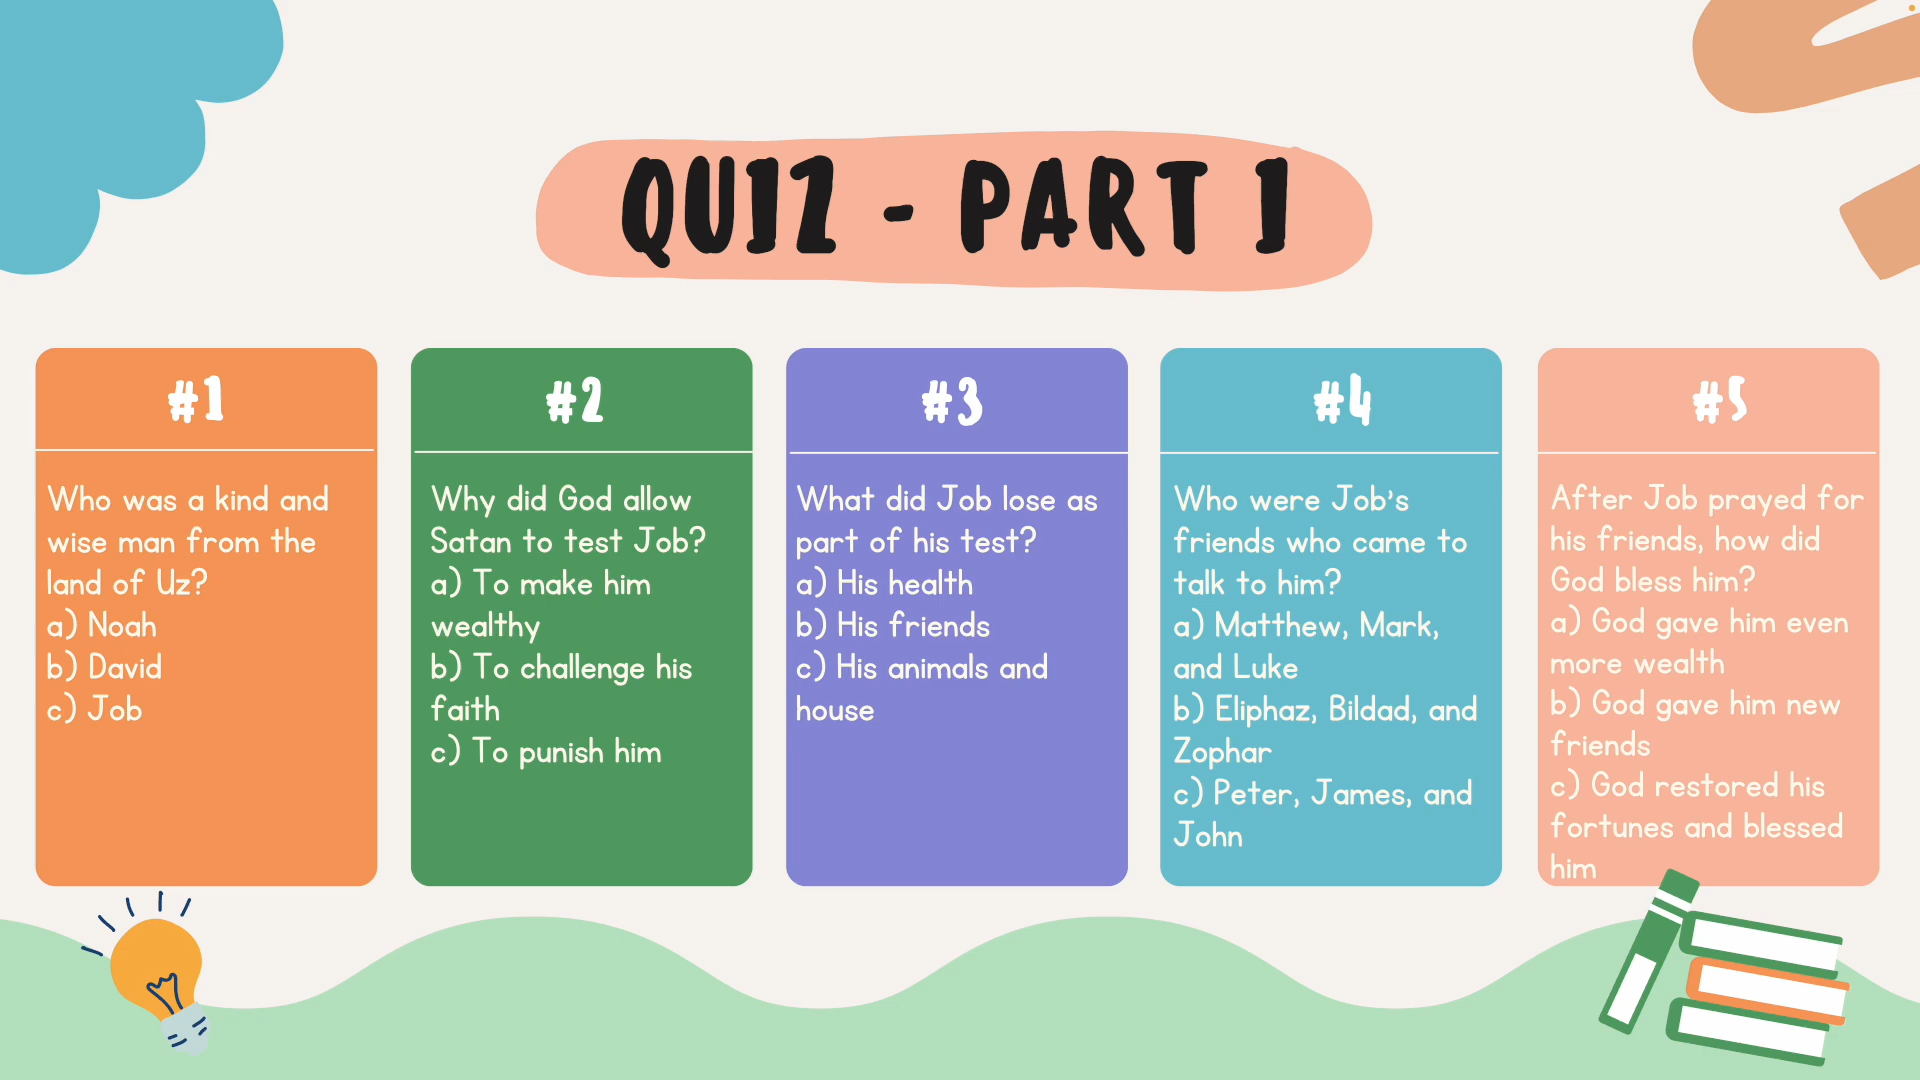 QUIZ - PART 1
#1
Who was a kind and
wise man from the
land of Uz?
a) Noah
b) David
c) Job
#2
Why did God allow
Satan to test Job?
a) To make him
wealthy
b) To challenge his
faith
c) To punish him
#3
What did Job lose as
part of his test?
a) His health
b) His friends
c) His animals and
house
#4
Who were Job's
friends who came to
talk to him?
a) Matthew, Mark,
and Luke
b) Eliphaz, Bildad, and
Zophar
c) Peter, James, and
John
#5
After Job prayed for
his friends, how did
God bless him?
a) God gave him even
more wealth
b) God gave him new
friends
c) God restored his
fortunes and blessed
him